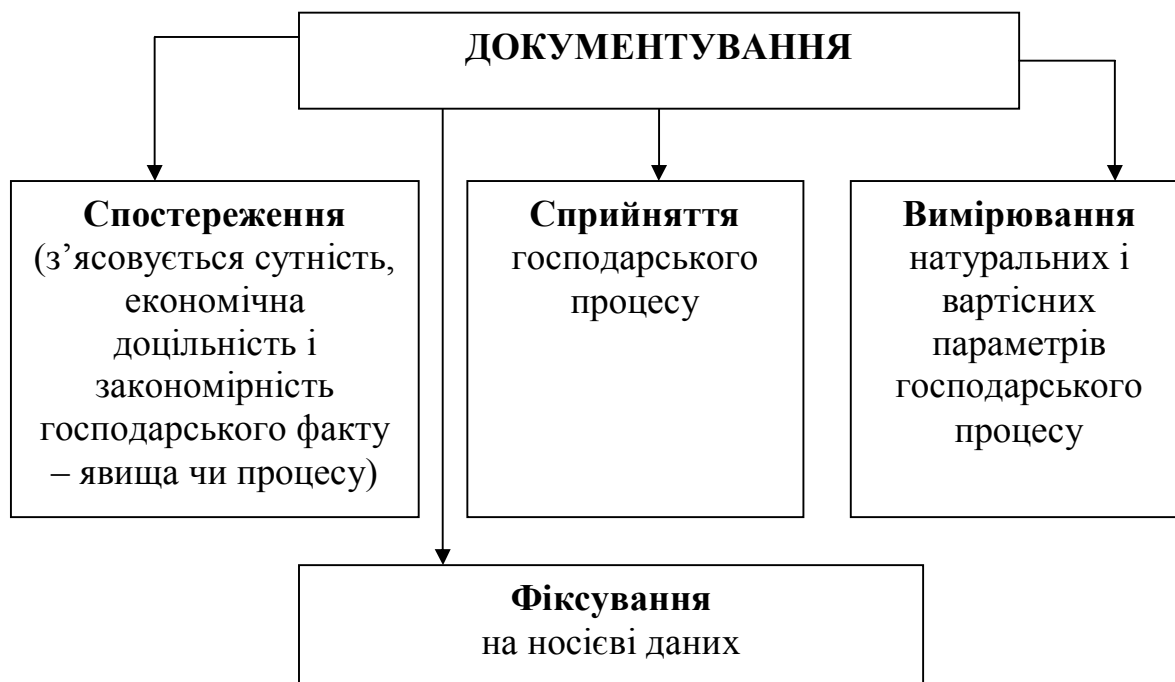 ДОКУМЕНТУВАННЯ
Спостереження
(з’ясовується сутність,
економічна
доцільність і
закономірність
господарського факту
– явища чи процесу)
Сприйняття
господарського
процесу
Вимірювання
натуральних і
вартісних
параметрів
господарського
процесу
Фіксування
на носієві даних